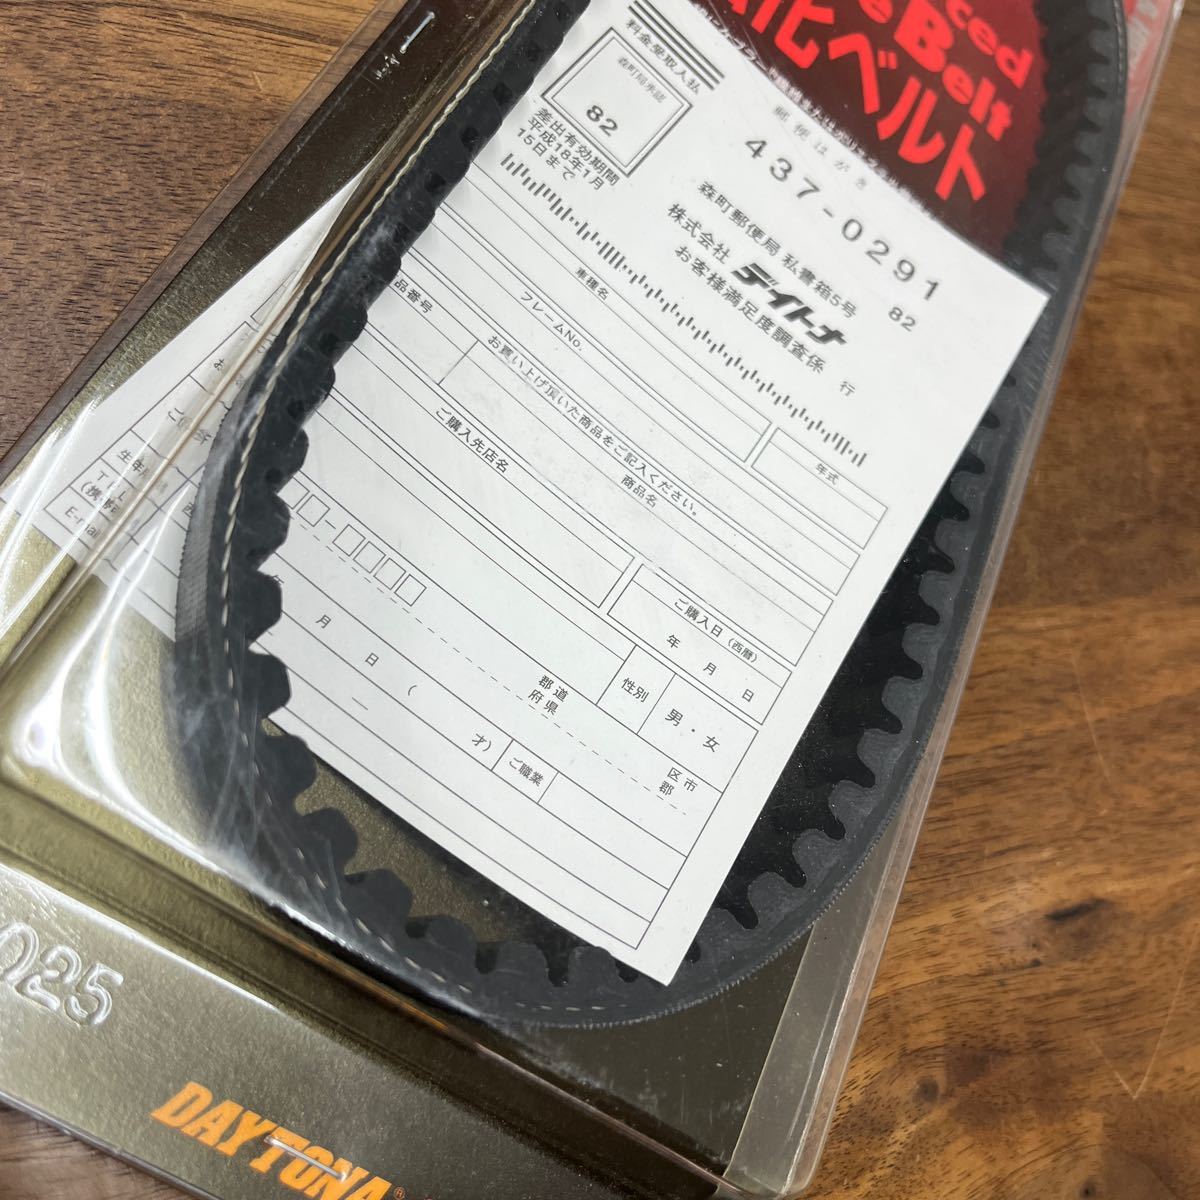 ced
Belt
化ベルト
料金受取人払
森町局承認
82
差出有効期間
平成18年1月
15日まで
郵便はがき
437-0291
森町郵便局 私書箱5号
82
株式会社 デイトナ
お客様満足度調査係 行
車種名
フレームNo.
年式
お買い上げ頂いた商品をご記入ください。
品番号
商品名
ご購入先店名
ご購入日(西暦)
年 月 日
性別
男・女
月
日
都道
府県
区市
郡
(
才)
ご職業
E-mail
025
DAYTONA®